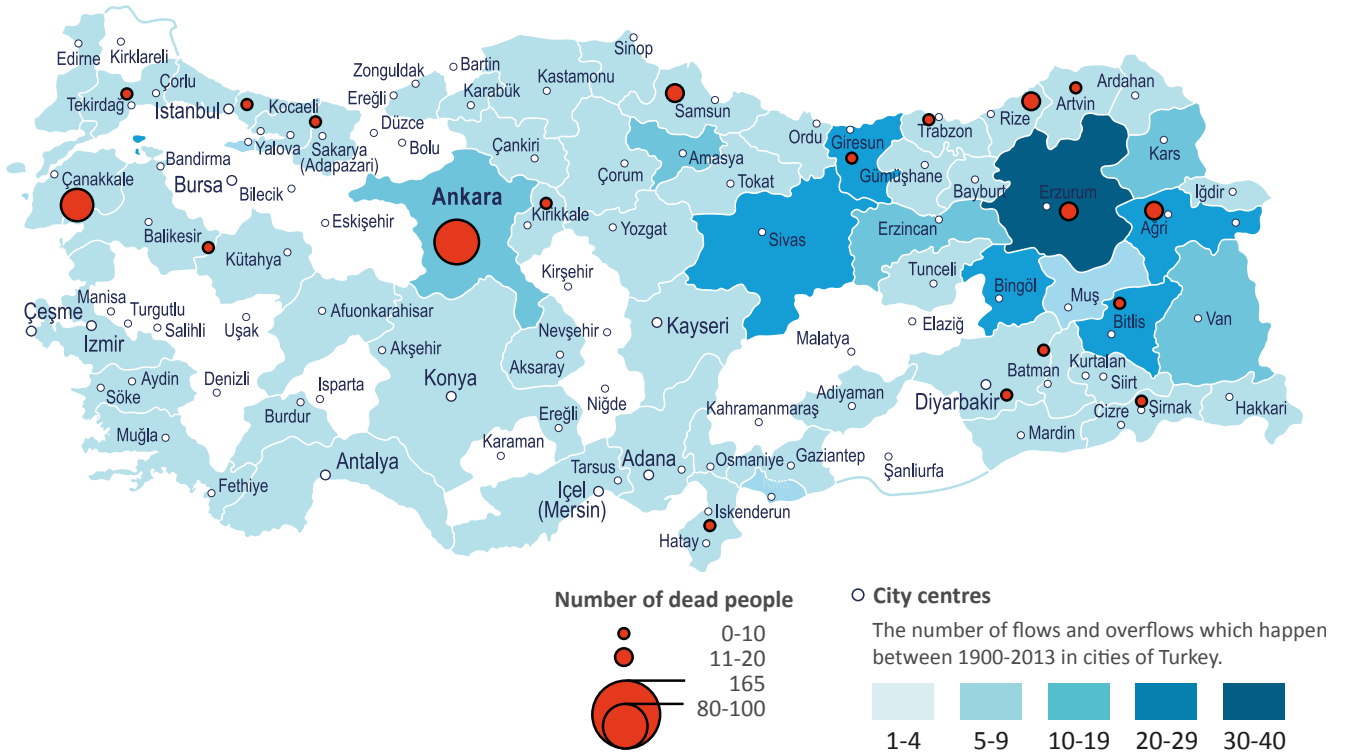 Edirne
Kirklareli
Çorlu
Tekirdağ
Istanbul
Kocaeli
Yalova
Sakarya
(Adapazari)
Zonguldak
Ereğli
Bartin
Karabük
Düzce
Bolu
Kastamonu
Sinop
Samsun
Çankiri
Çorum
Amasya
Tokat
Ordu
Giresun
Gümüşhane
Trabzon
Rize
Artvin
Ardahan
Bayburt
Erzurum
Kars
Iğdir
Ağri
Çanakkale
Bandirma
Bursa
Bilecik
Eskişehir
Ankara
Kirikkale
Yozgat
Sivas
Erzincan
Tunceli
Bingöl
Muş
Bitlis
Van
Balikesir
Kütahya
Kirşehir
Manisa
Turgutlu
Salihli
Uşak
Çeşme
Izmir
Afuonkarahisar
Akşehir
Nevşehir
Aksaray
Kayseri
Malatya
Elaziğ
Aydin
Söke
Denizli
Isparta
Burdur
Konya
Ereğli
Niğde
Kahramanmaraş
Adiyaman
Diyarbakir
Batman
Kurtalan
Siirt
Cizre
Şirnak
Hakkari
Mardin
Muğla
Fethiye
Antalya
Karaman
Tarsus
Adana
Içel
(Mersin)
Osmaniye
Gaziantep
Şanliurfa
Iskenderun
Hatay
Number of dead people
0-10
11-20
165
80-100
City centres
The number of flows and overflows which happen
between 1900-2013 in cities of Turkey.
1-4
5-9
10-19
20-29
30-40